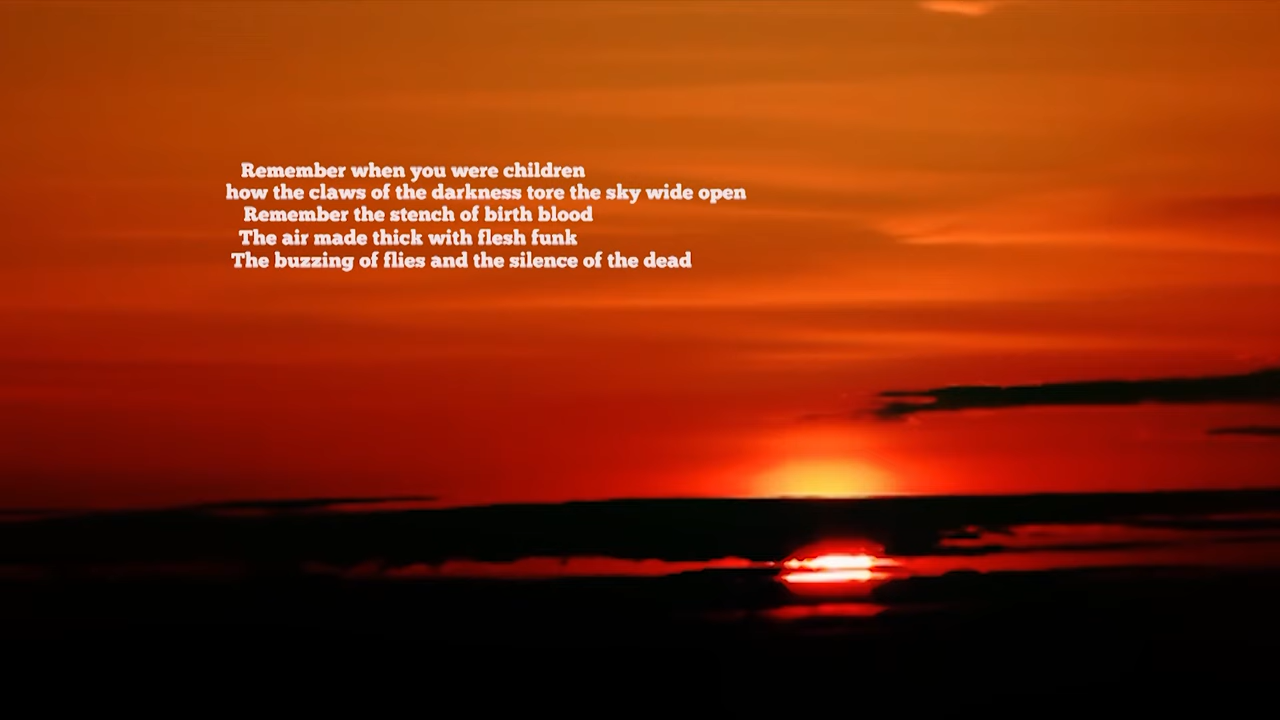 Remember when you were children
how the claws of the darkness tore the sky wide open
Remember the stench of birth blood
The air made thick with flesh funk
The buzzing of flies and the silence of the dead